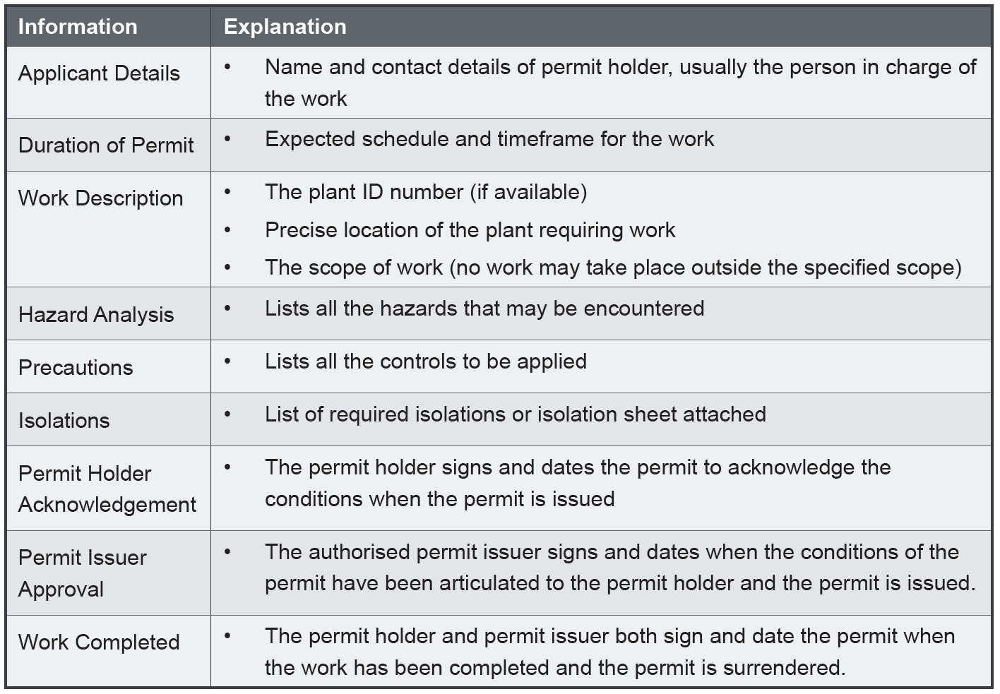 Information
Explanation
Applicant Details
• Name and contact details of permit holder, usually the person in charge of
the work
Duration of Permit
• Expected schedule and timeframe for the work
Work Description
• The plant ID number (if available)
• Precise location of the plant requiring work
• The scope of work (no work may take place outside the specified scope)
Hazard Analysis
• Lists all the hazards that may be encountered
Precautions
• Lists all the controls to be applied
Isolations
• List of required isolations or isolation sheet attached
Permit Holder
Acknowledgement
• The permit holder signs and dates the permit to acknowledge the
conditions when the permit is issued
Permit Issuer
Approval
• The authorised permit issuer signs and dates when the conditions of the
permit have been articulated to the permit holder and the permit is issued.
Work Completed
• The permit holder and permit issuer both sign and date the permit when
the work has been completed and the permit is surrendered.